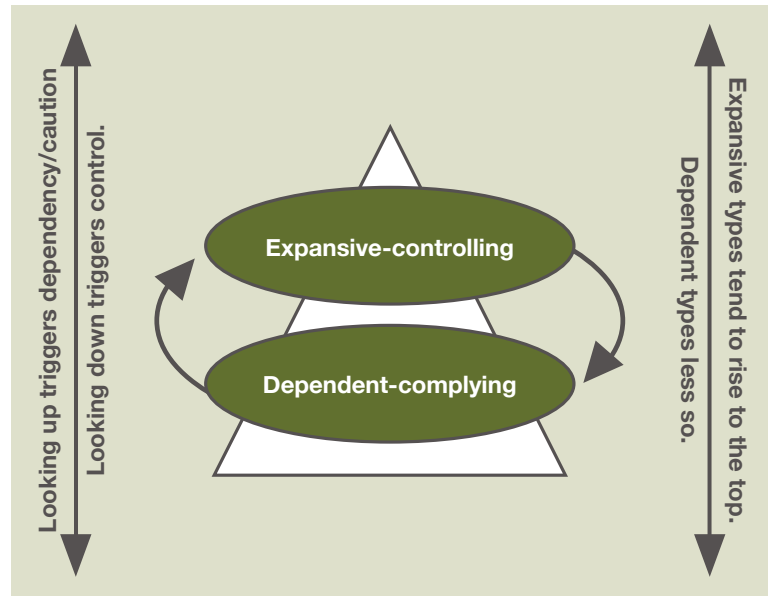 Looking up triggers dependency/caution
Looking down triggers control.
Expansive-controlling
Dependent-complying
Expansive types tend to rise to the top.
Dependent types less so.